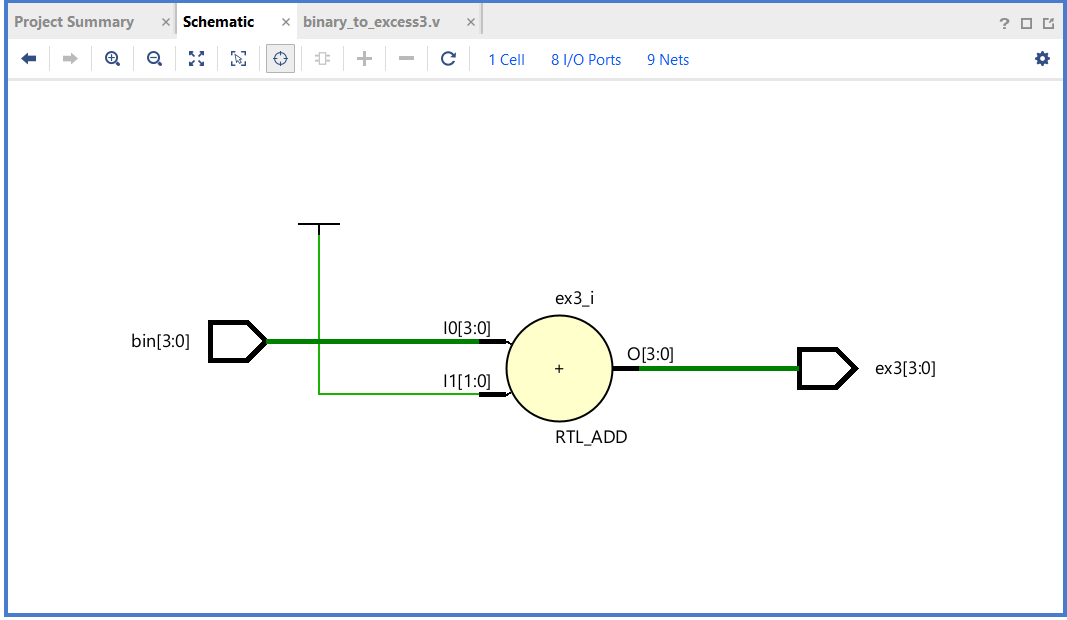 Project Summary × Schematic × binary_to_excess3.v ×
?
1 Cell 8 I/O Ports 9 Nets
ex3_i
I0[3:0]
bin[3:0]
O[3:0]
+
ex3[3:0]
I1[1:0]
RTL_ADD